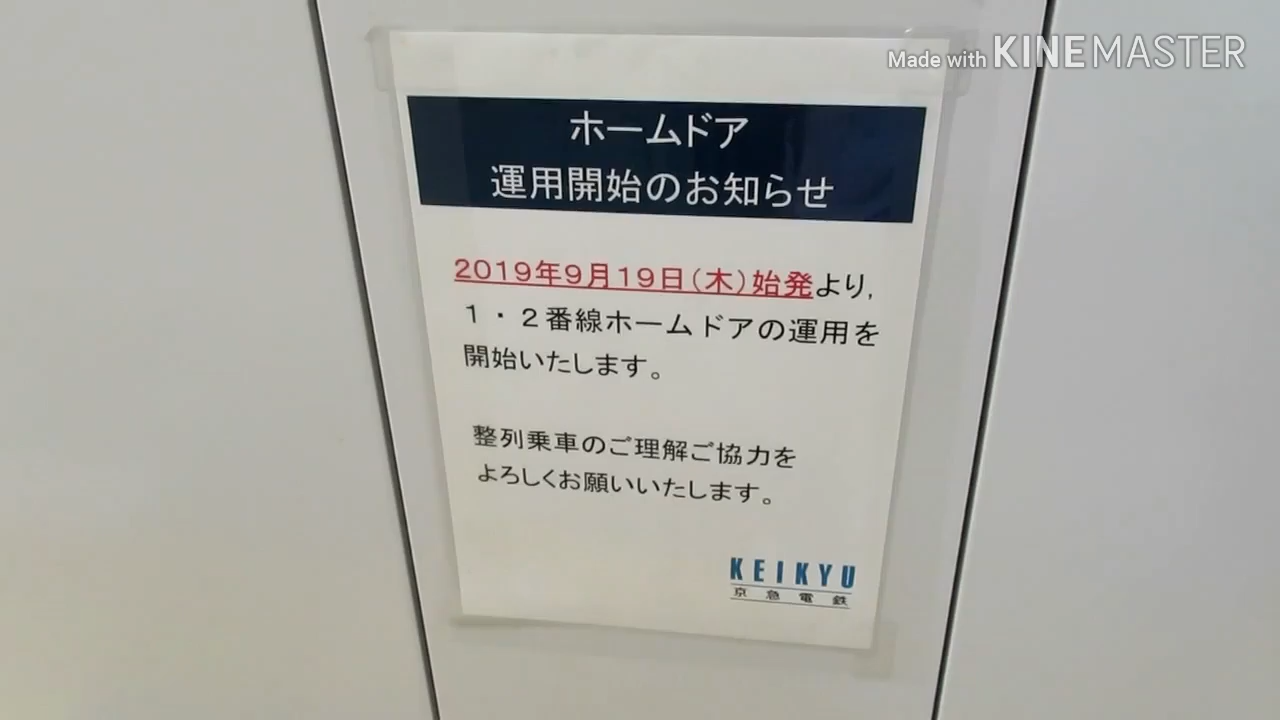 Made with KINEMASTER
ホームドア
運用開始のお知らせ
2019年9月19日(木)始発より,
1・2番線ホームドアの運用を
開始いたします。
整列乗車のご理解ご協力を
よろしくお願いいたします。
KEIKYU
京急電鉄